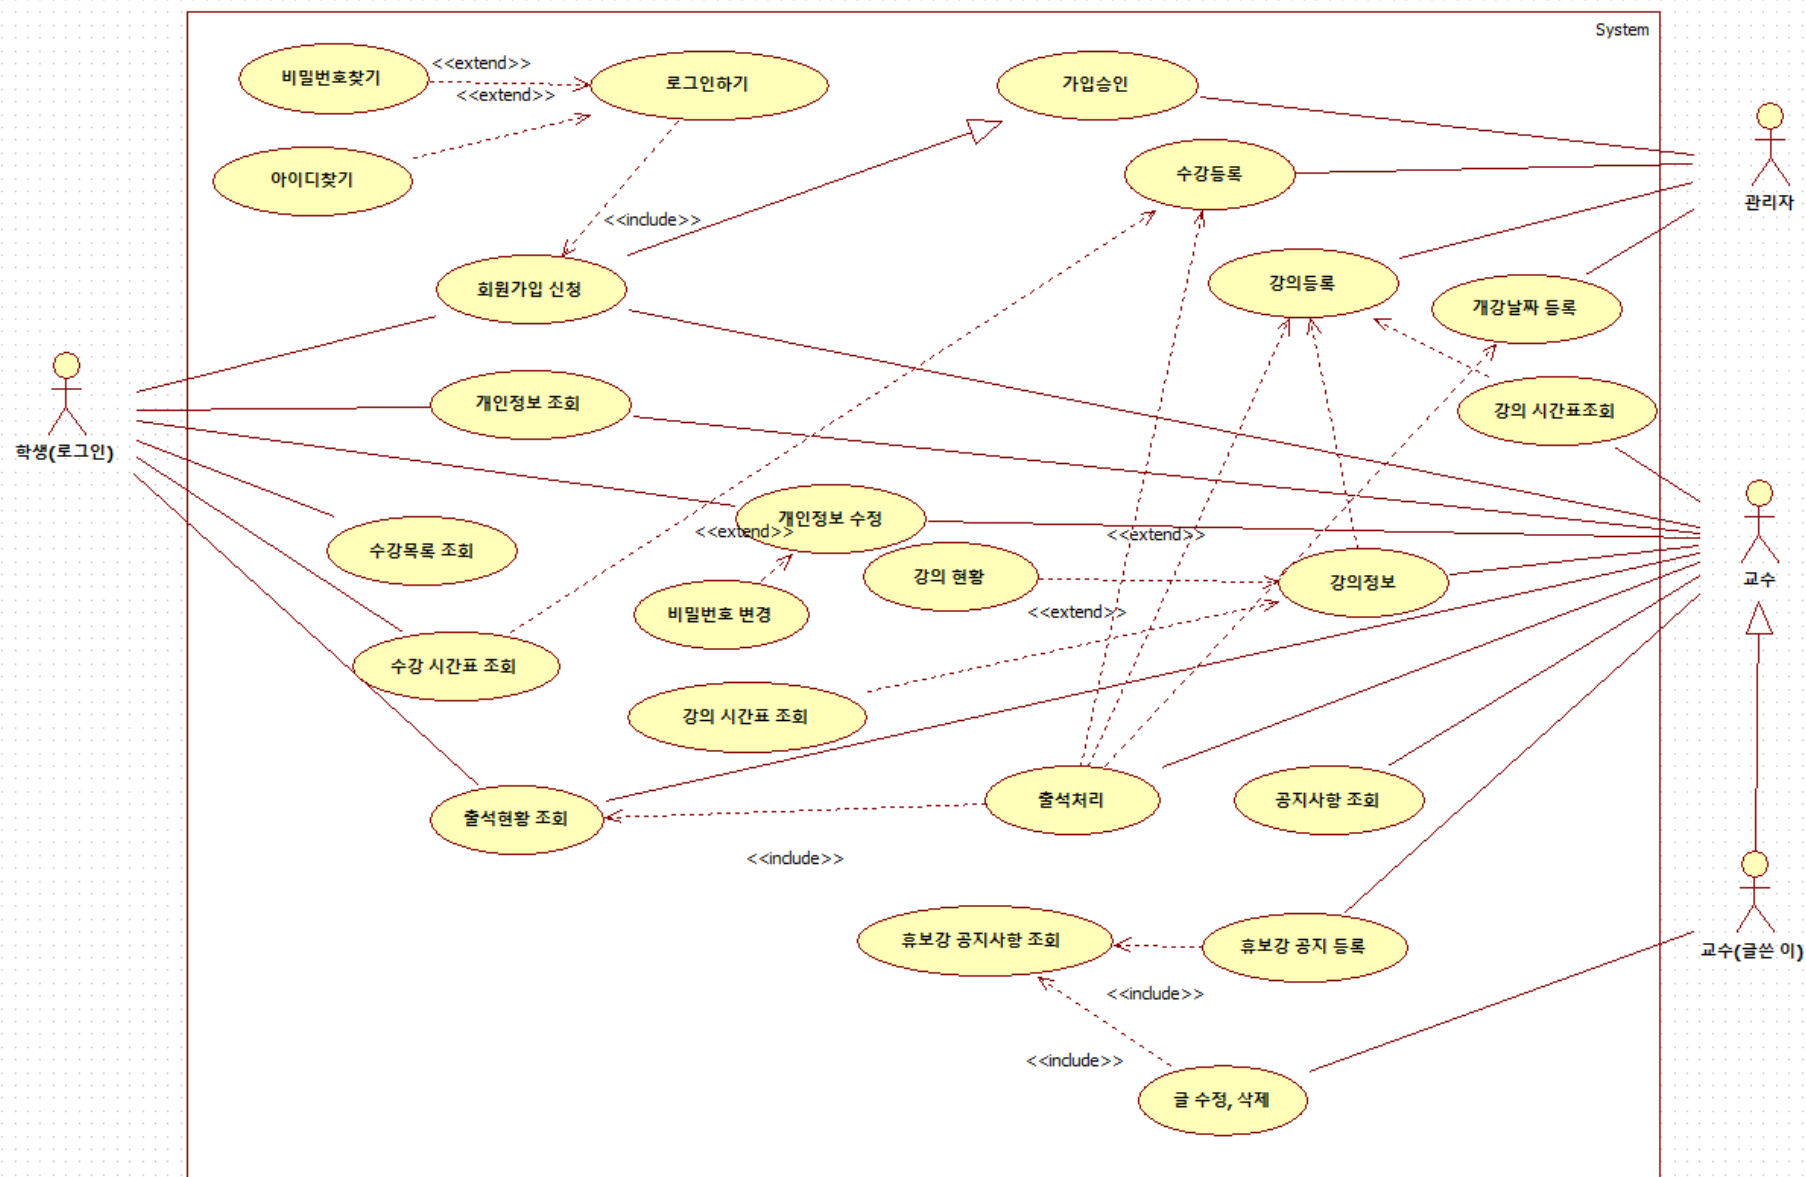 System
<<extend>>
비밀번호찾기
로그인하기
가입승인
<<extend>>
수강등록
아이디찾기
관리자
<<include>>
회원가입 신청
강의등록
개강날짜 등록
개인정보 조회
강의 시간표조회
학생(로그인)
개인정보 수정
<<extend>>
<<extend>>
수강목록 조회
강의 현황
강의정보
교수
비밀번호 변경
<<extend>>
수강 시간표 조회
강의 시간표 조회
출석처리
공지사항 조회
출석현황 조회
<<include>>
휴보강 공지사항 조회
휴보강 공지 등록
교수(글쓴 이)
<<include>>
<<include>>
글 수정, 삭제